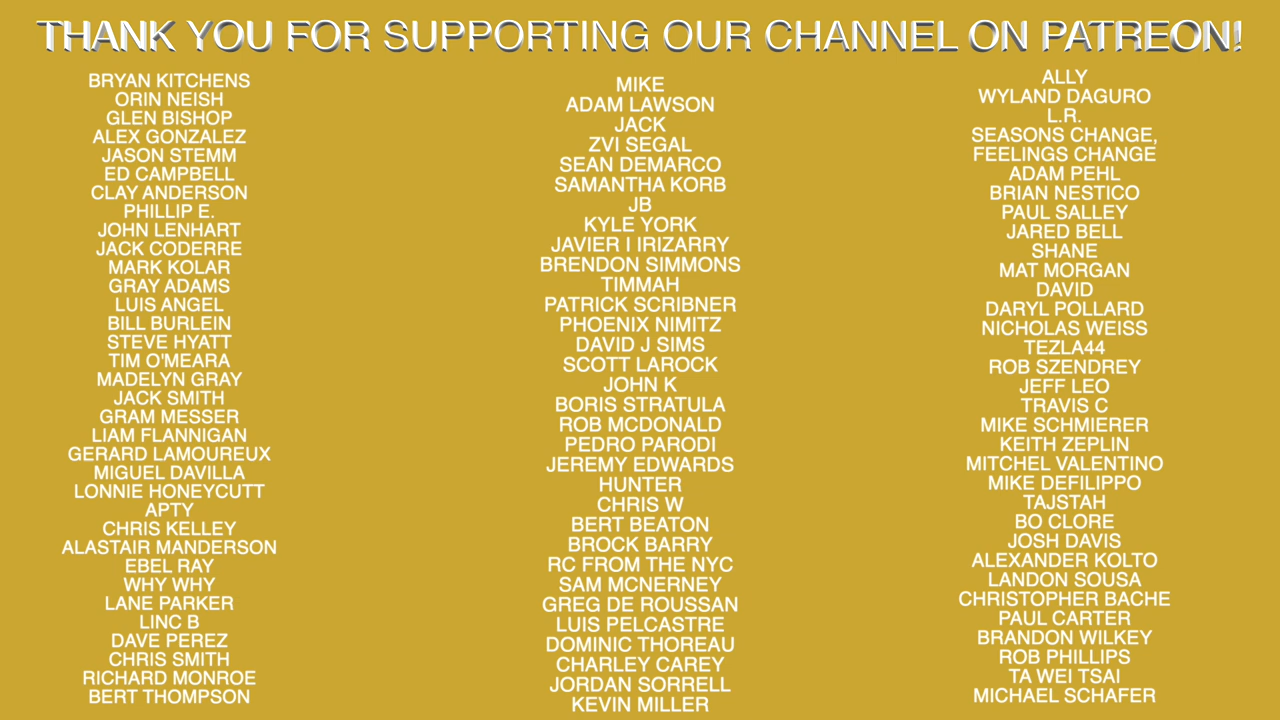 THANK YOU FOR SUPPORTING OUR CHANNEL ON PATREON!
BRYAN KITCHENS
ORIN NEISH
GLEN BISHOP
ALEX GONZALEZ
JASON STEMM
ED CAMPBELL
CLAY ANDERSON
PHILLIP E.
JOHN LENHART
JACK CODERRE
MARK KOLAR
GRAY ADAMS
LUIS ANGEL
BILL BURLEIN
STEVE HYATT
TIM O'MEARA
MADELYN GRAY
JACK SMITH
GRAM MESSER
LIAM FLANNIGAN
GERARD LAMOUREUX
MIGUEL DAVILLA
LONNIE HONEYCUTT
APTY
CHRIS KELLEY
ALASTAIR MANDERSON
EBEL RAY
WHY WHY
LANE PARKER
LINC B
DAVE PEREZ
CHRIS SMITH
RICHARD MONROE
BERT THOMPSON
MIKE
ADAM LAWSON
JACK
ZVI SEGAL
SEAN DEMARCO
SAMANTHA KORB
JB
KYLE YORK
JAVIER I IRIZARRY
BRENDON SIMMONS
TIMMAH
PATRICK SCRIBNER
PHOENIX NIMITZ
DAVID J SIMS
SCOTT LAROCK
JOHN K
BORIS STRATULA
ROB MCDONALD
PEDRO PARODI
JEREMY EDWARDS
HUNTER
CHRIS W
BERT BEATON
BROCK BARRY
RC FROM THE NYC
SAM MCNERNEY
GREG DE ROUSSAN
LUIS PELCASTRE
DOMINIC THOREAU
CHARLEY CAREY
JORDAN SORRELL
KEVIN MILLER
ALLY
WYLAND DAGURO
L.R.
SEASONS CHANGE,
FEELINGS CHANGE
ADAM PEHL
BRIAN NESTICO
PAUL SALLEY
JARED BELL
SHANE
MAT MORGAN
DAVID
DARYL POLLARD
NICHOLAS WEISS
TEZLA44
ROB SZENDREY
JEFF LEO
TRAVIS C
MIKE SCHMIERER
KEITH ZEPLIN
MITCHEL VALENTINO
MIKE DEFILIPPO
TAJSTAH
BO CLORE
JOSH DAVIS
ALEXANDER KOLTO
LANDON SOUSA
CHRISTOPHER BACHE
PAUL CARTER
BRANDON WILKEY
ROB PHILLIPS
TA WEI TSAI
MICHAEL SCHAFER